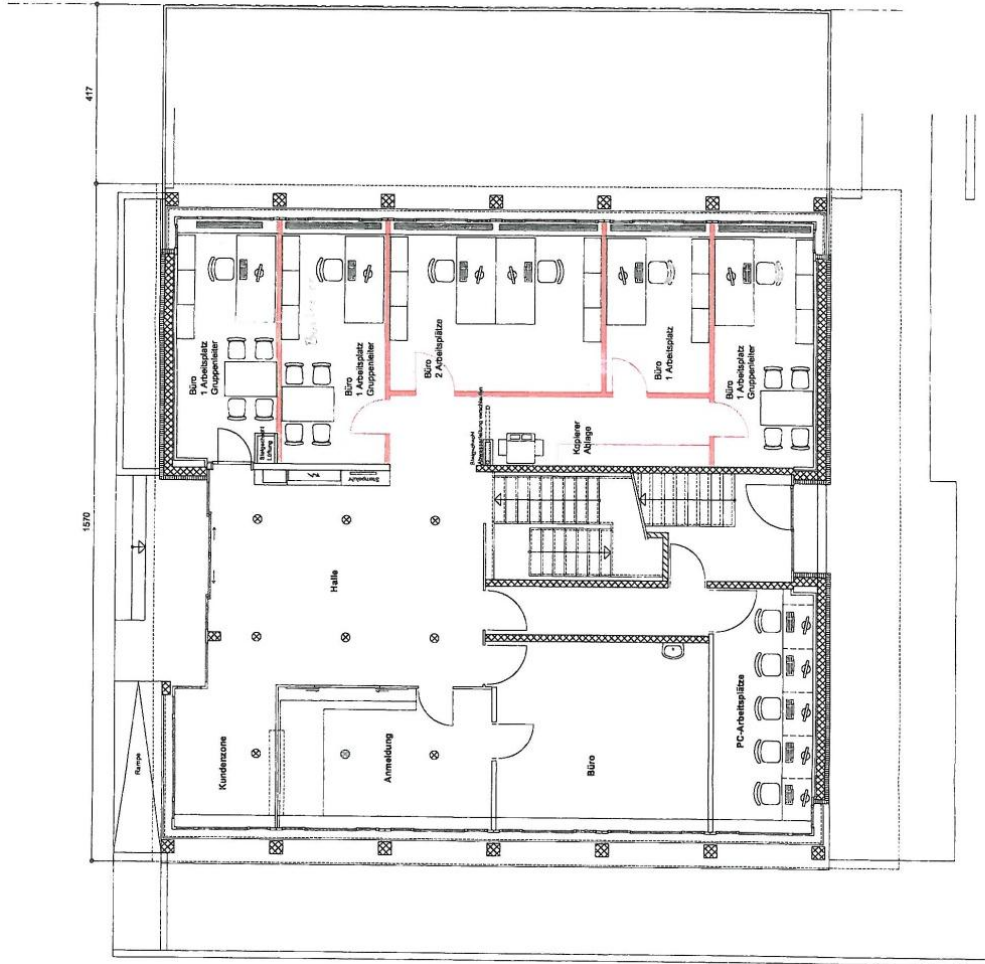 417
1570
Rampe
Kundenzone
Anmeldung
Halle
Büro
PC-Arbeitsplätze
Büro
1 Arbeitsplatz
Gruppenleiter
Büro
1 Arbeitsplatz
Gruppenleiter
Büro
2 Arbeitsplätze
Büro
1 Arbeitsplatz
Büro
1 Arbeitsplatz
Gruppenleiter
Kopierer
Ablage
Lüftung